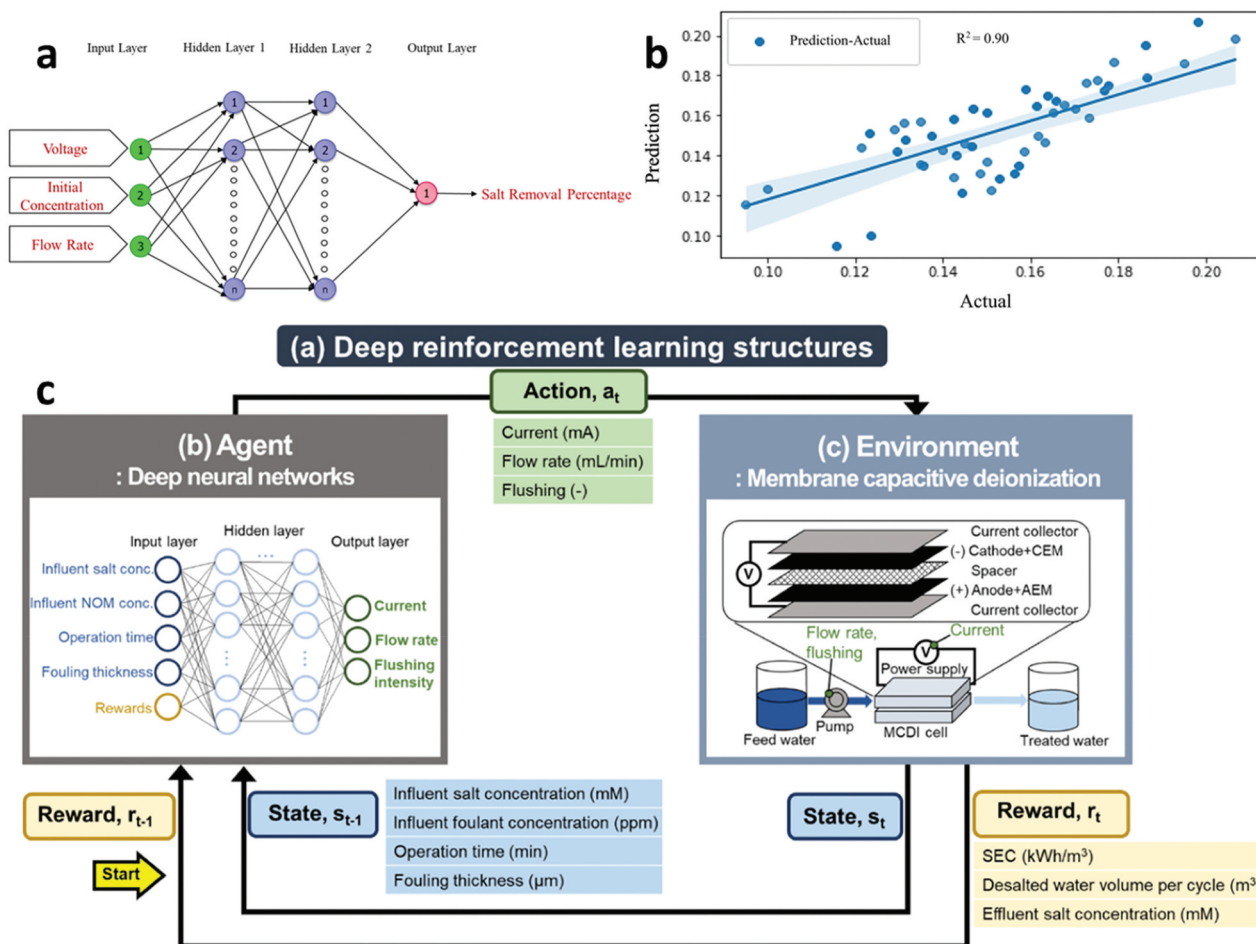 a
Input Layer
Hidden Layer 1
Hidden Layer 2
Output Layer
Voltage
Initial
Concentration
Flow Rate
1
2
3
1
2
n
1
2
n
1
Salt Removal Percentage
b
Prediction-Actual
R² = 0.90
Prediction
0.20
0.18
0.16
0.14
0.12
0.10
0.10
0.12
0.14
0.16
0.18
0.20
Actual
(a) Deep reinforcement learning structures
c
Action, aₜ
Current (mA)
Flow rate (mL/min)
Flushing (-)
(b) Agent
: Deep neural networks
Input layer
Hidden layer
Output layer
Influent salt conc.
Influent NOM conc.
Operation time
Fouling thickness
Rewards
Current
Flow rate
Flushing
intensity
(c) Environment
: Membrane capacitive deionization
V
Current collector
(-) Cathode+CEM
Spacer
(+) Anode+AEM
Current collector
Flow rate,
flushing
Current
V
Power supply
Pump
Feed water
MCDI cell
Treated water
Reward, rₜ₋₁
Start
State, sₜ₋₁
Influent salt concentration (mM)
Influent foulant concentration (ppm)
Operation time (min)
Fouling thickness (µm)
State, sₜ
Reward, rₜ
SEC (kWh/m³)
Desalted water volume per cycle (m³
Effluent salt concentration (mM)